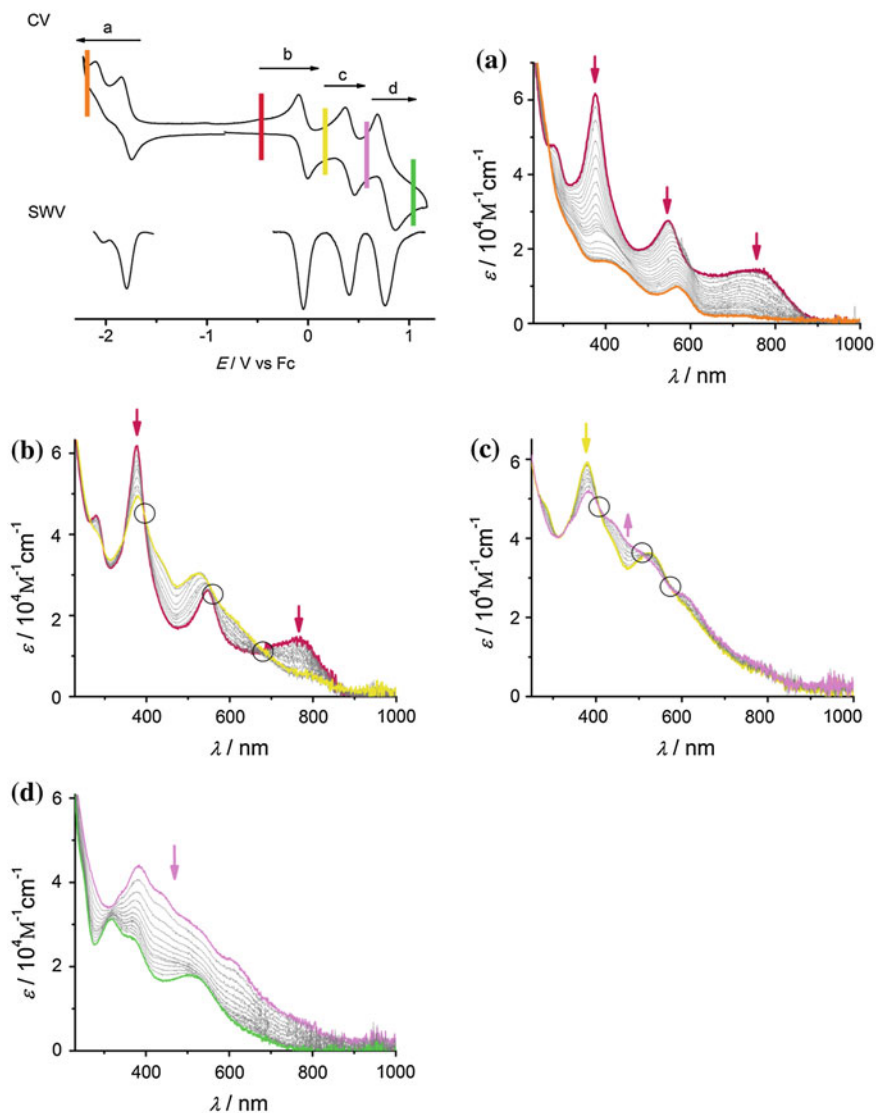 CV
a
b
c
d
SWV
-2 -1 0 1
E / V vs Fc
(a)
6
4
2
0
ε / 10⁴M⁻¹cm⁻¹
400 600 800 1000
λ / nm
(b)
6
4
2
0
ε / 10⁴M⁻¹cm⁻¹
400 600 800 1000
λ / nm
(c)
6
4
2
0
ε / 10⁴M⁻¹cm⁻¹
400 600 800 1000
λ / nm
(d)
6
4
2
0
ε / 10⁴M⁻¹cm⁻¹
400 600 800 1000
λ / nm